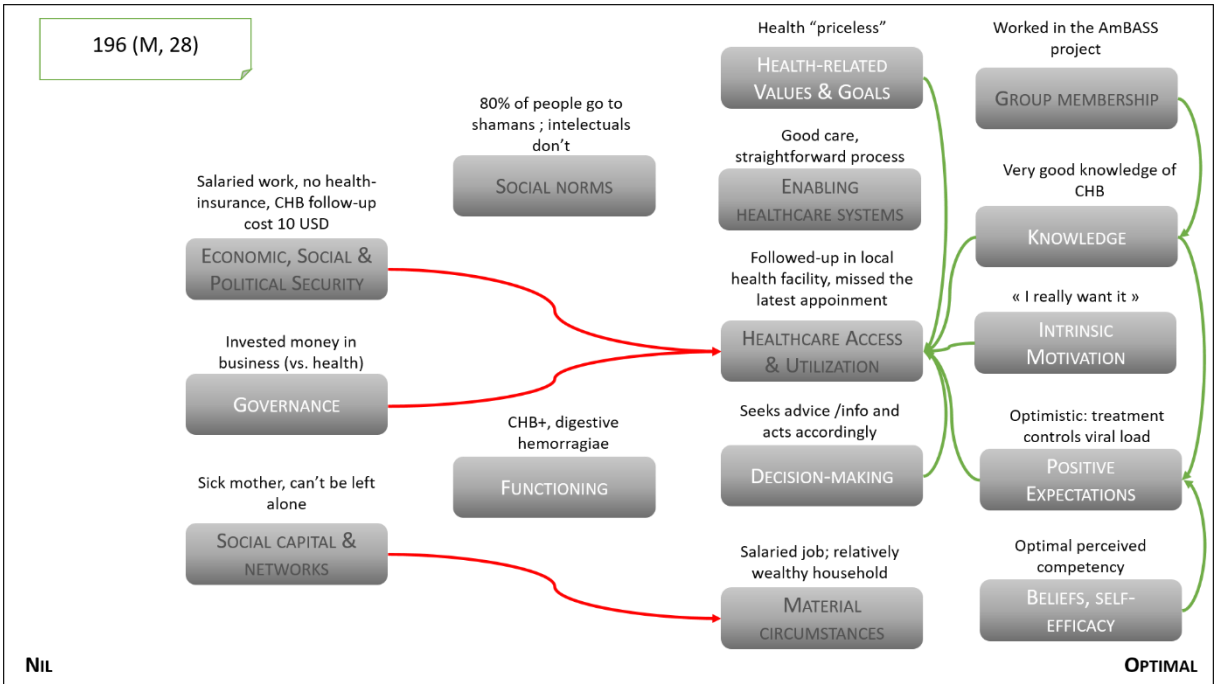 196 (M, 28)
Health “priceless”
HEALTH-RELATED
VALUES & GOALS
Worked in the AmBASS
project
GROUP MEMBERSHIP
80% of people go to
shamans ; intelectuals
don’t
SOCIAL NORMS
Good care,
straightforward process
ENABLING
HEALTHCARE SYSTEMS
Very good knowledge of
CHB
KNOWLEDGE
Salaried work, no health-
insurance, CHB follow-up
cost 10 USD
ECONOMIC, SOCIAL &
POLITICAL SECURITY
Followed-up in local
health facility, missed the
latest appoinment
HEALTHCARE ACCESS
& UTILIZATION
« I really want it »
INTRINSIC
MOTIVATION
Invested money in
business (vs. health)
GOVERNANCE
CHB+, digestive
hemorragiae
FUNCTIONING
Seeks advice /info and
acts accordingly
DECISION-MAKING
Optimistic: treatment
controls viral load
POSITIVE
EXPECTATIONS
Sick mother, can’t be left
alone
SOCIAL CAPITAL &
NETWORKS
Salaried job; relatively
wealthy household
MATERIAL
CIRCUMSTANCES
Optimal perceived
competency
BELIEFS, SELF-
EFFICACY
NIL
OPTIMAL